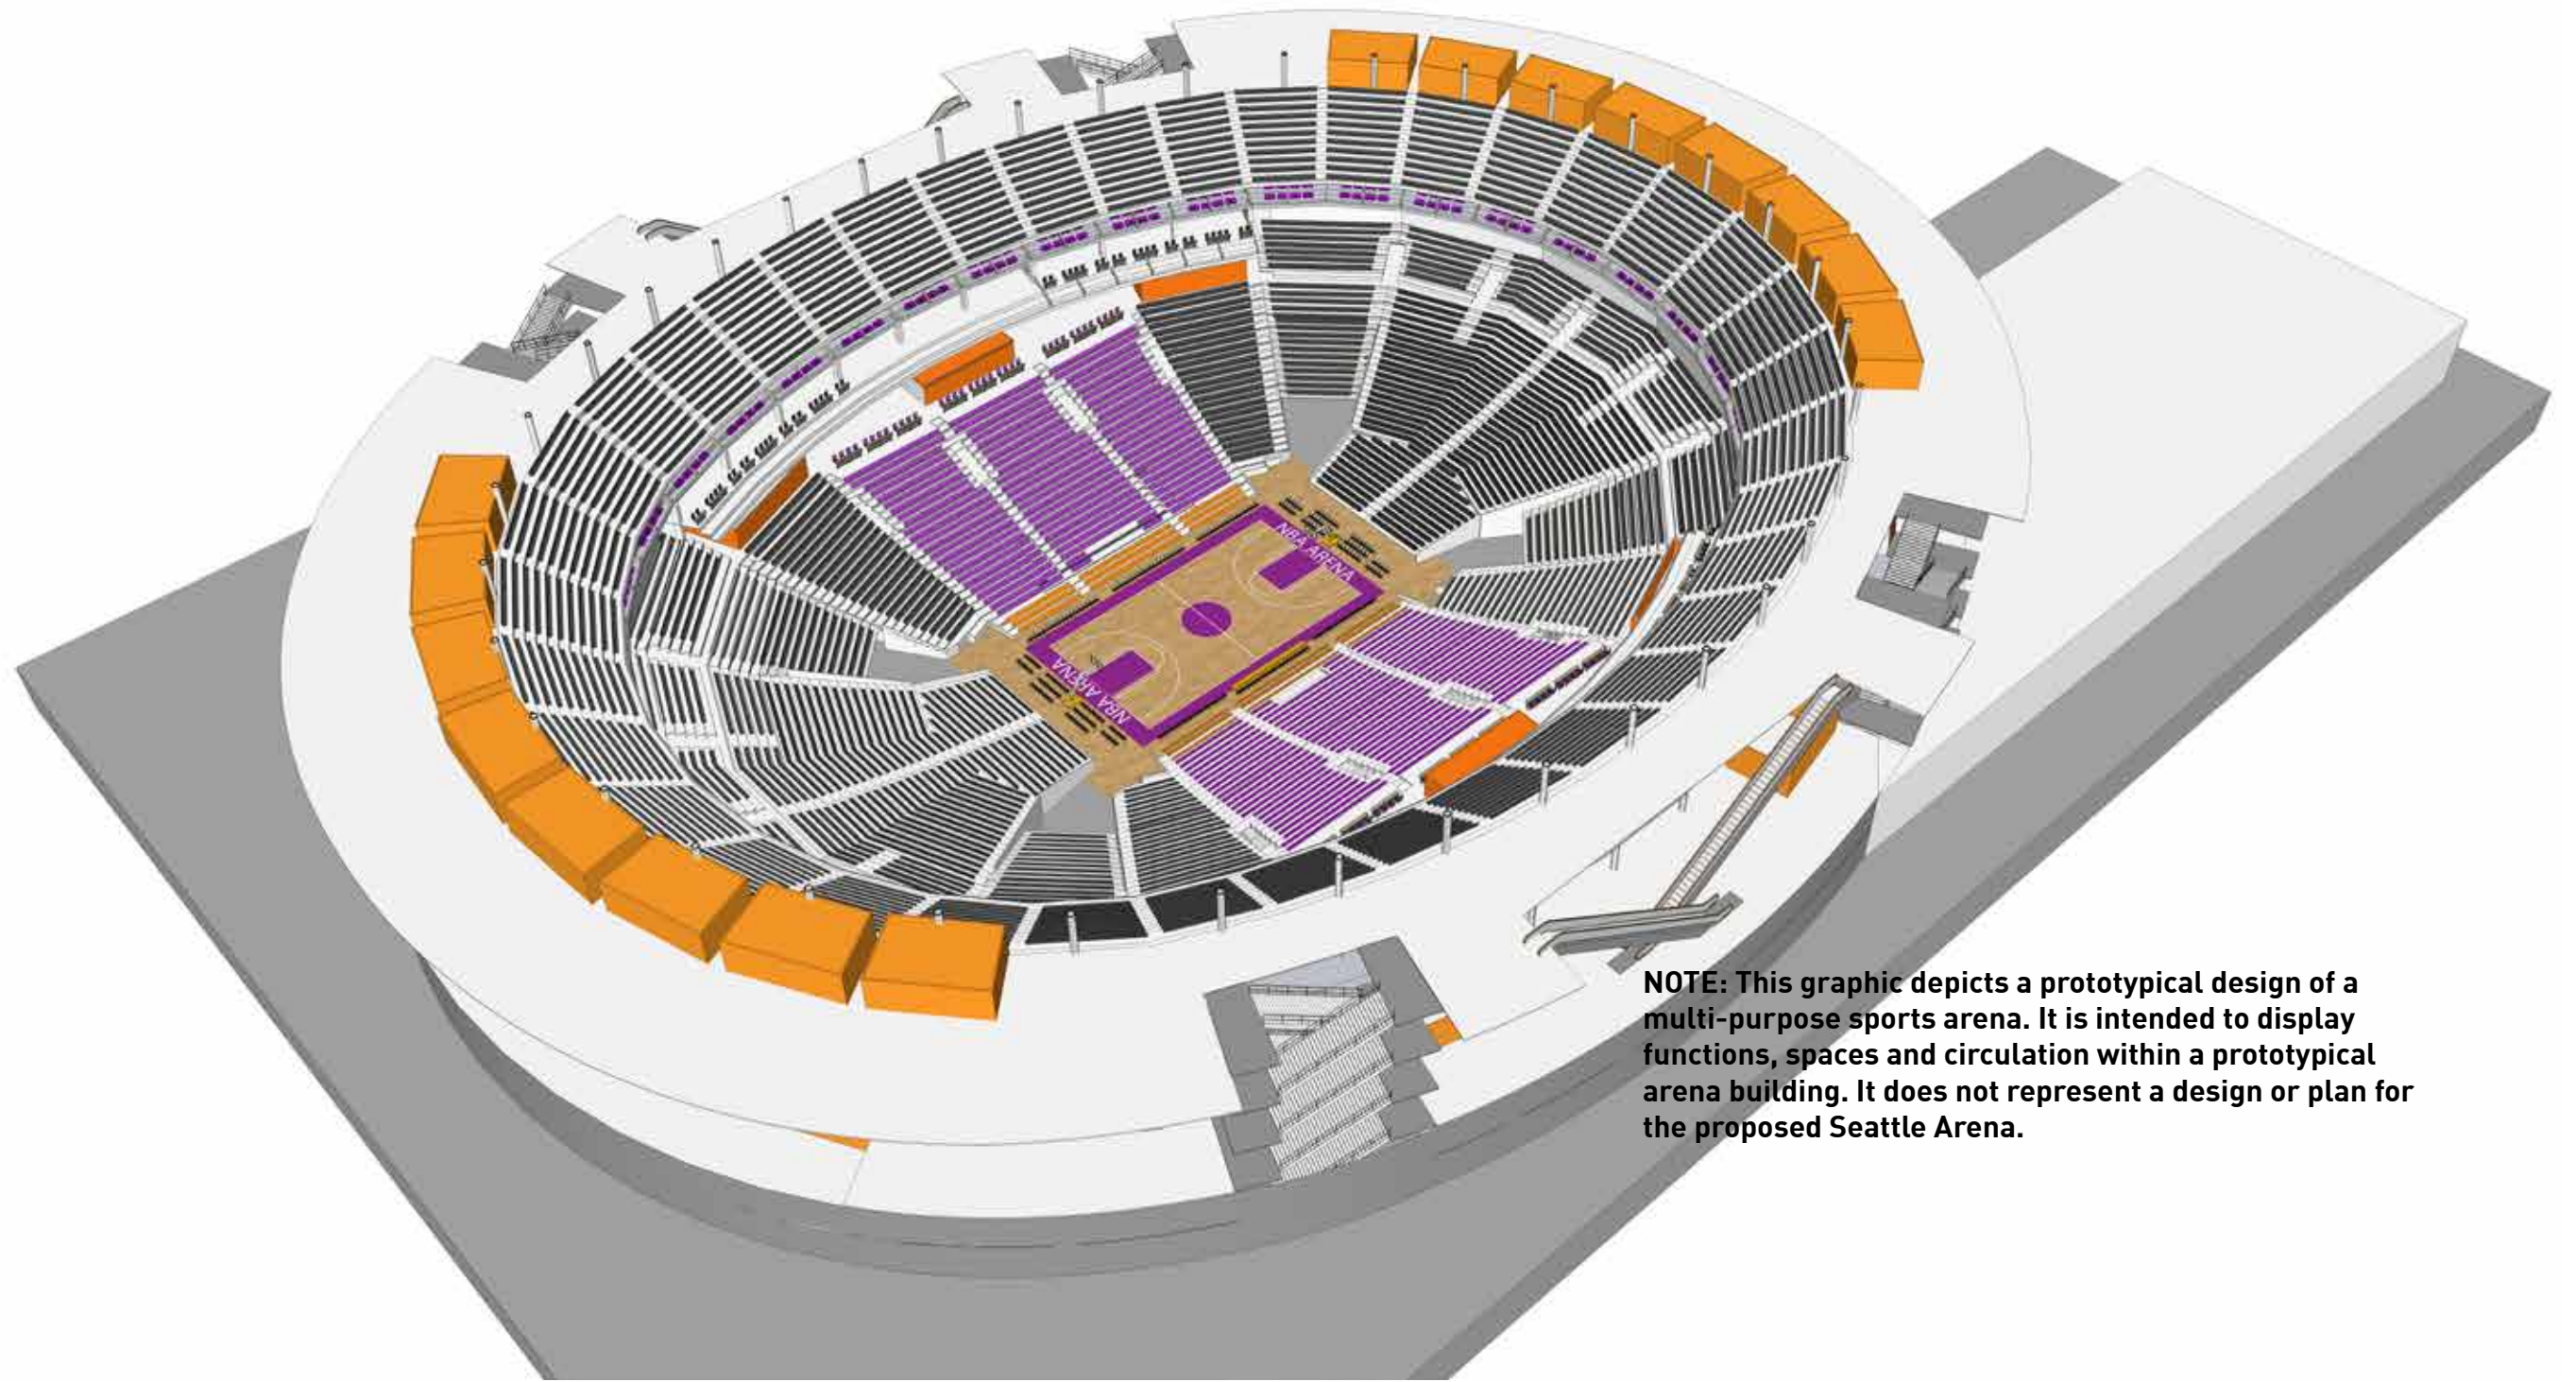 NBA ARENA
NBA ARENA
NOTE: This graphic depicts a prototypical design of a
multi-purpose sports arena. It is intended to display
functions, spaces and circulation within a prototypical
arena building. It does not represent a design or plan for
the proposed Seattle Arena.